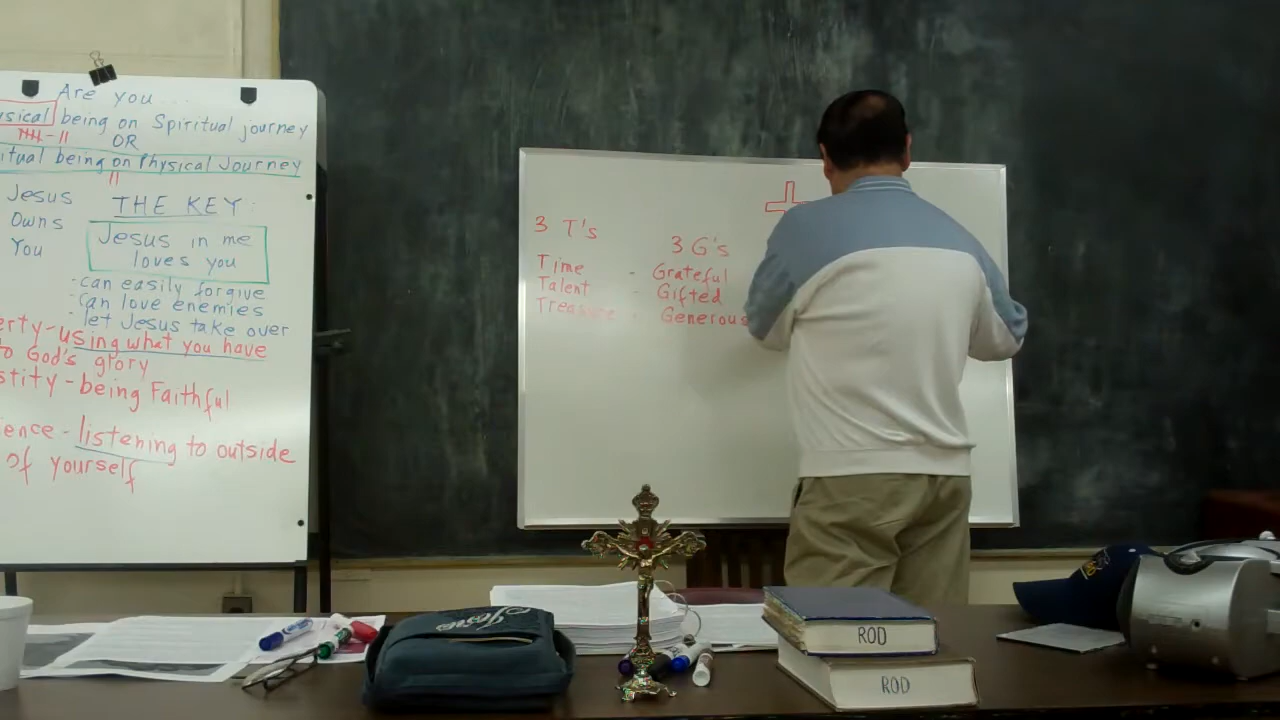 Are you...
ysical being on Spiritual journey
OR
itual being on Physical Journey
Jesus
Owns
You
THE KEY:
Jesus in me
loves you
- can easily forgive
- can love enemies
- let Jesus take over
erty - using what you have
to God's glory
stity - being Faithful
ience - listening to outside
of yourself
3 T's
3 G's
Time - Grateful
Talent - Gifted
Treasure - Generous
ROD
ROD